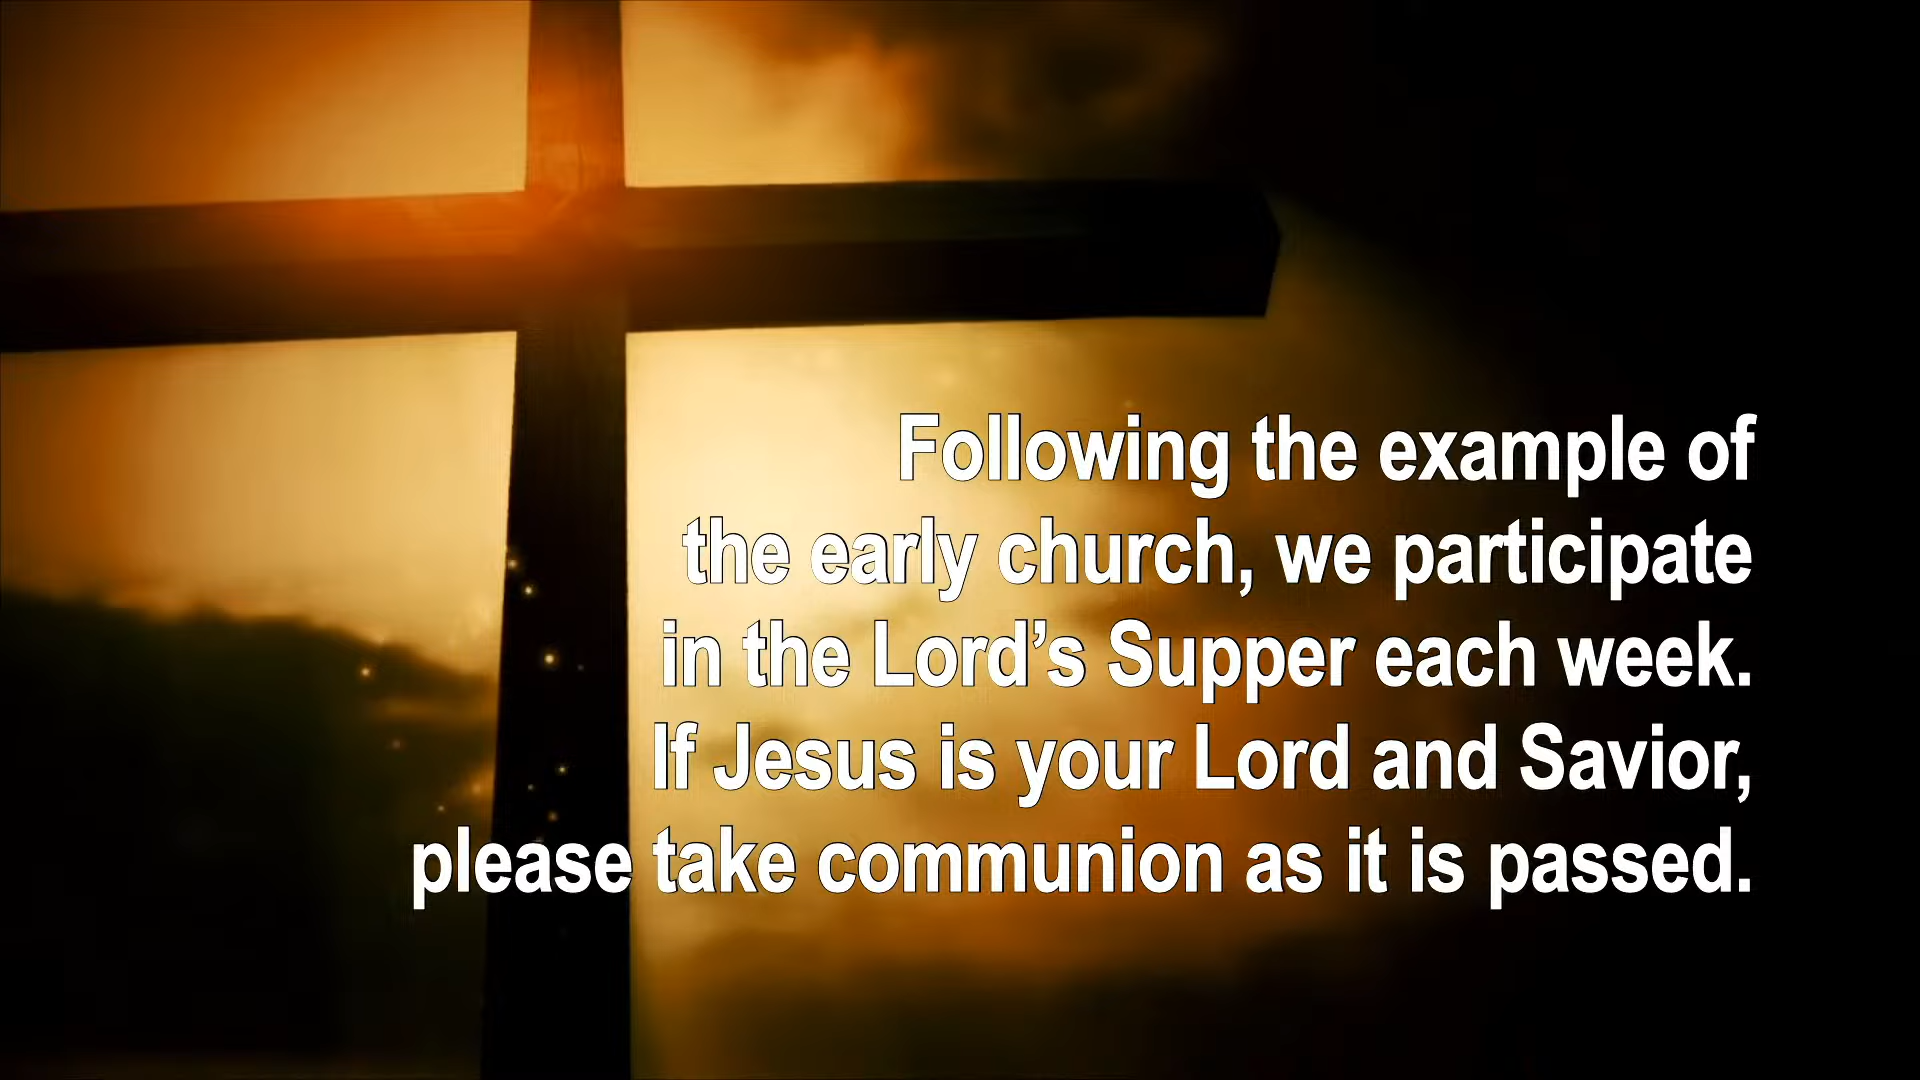 Following the example of
the early church, we participate
in the Lord’s Supper each week.
If Jesus is your Lord and Savior,
please take communion as it is passed.